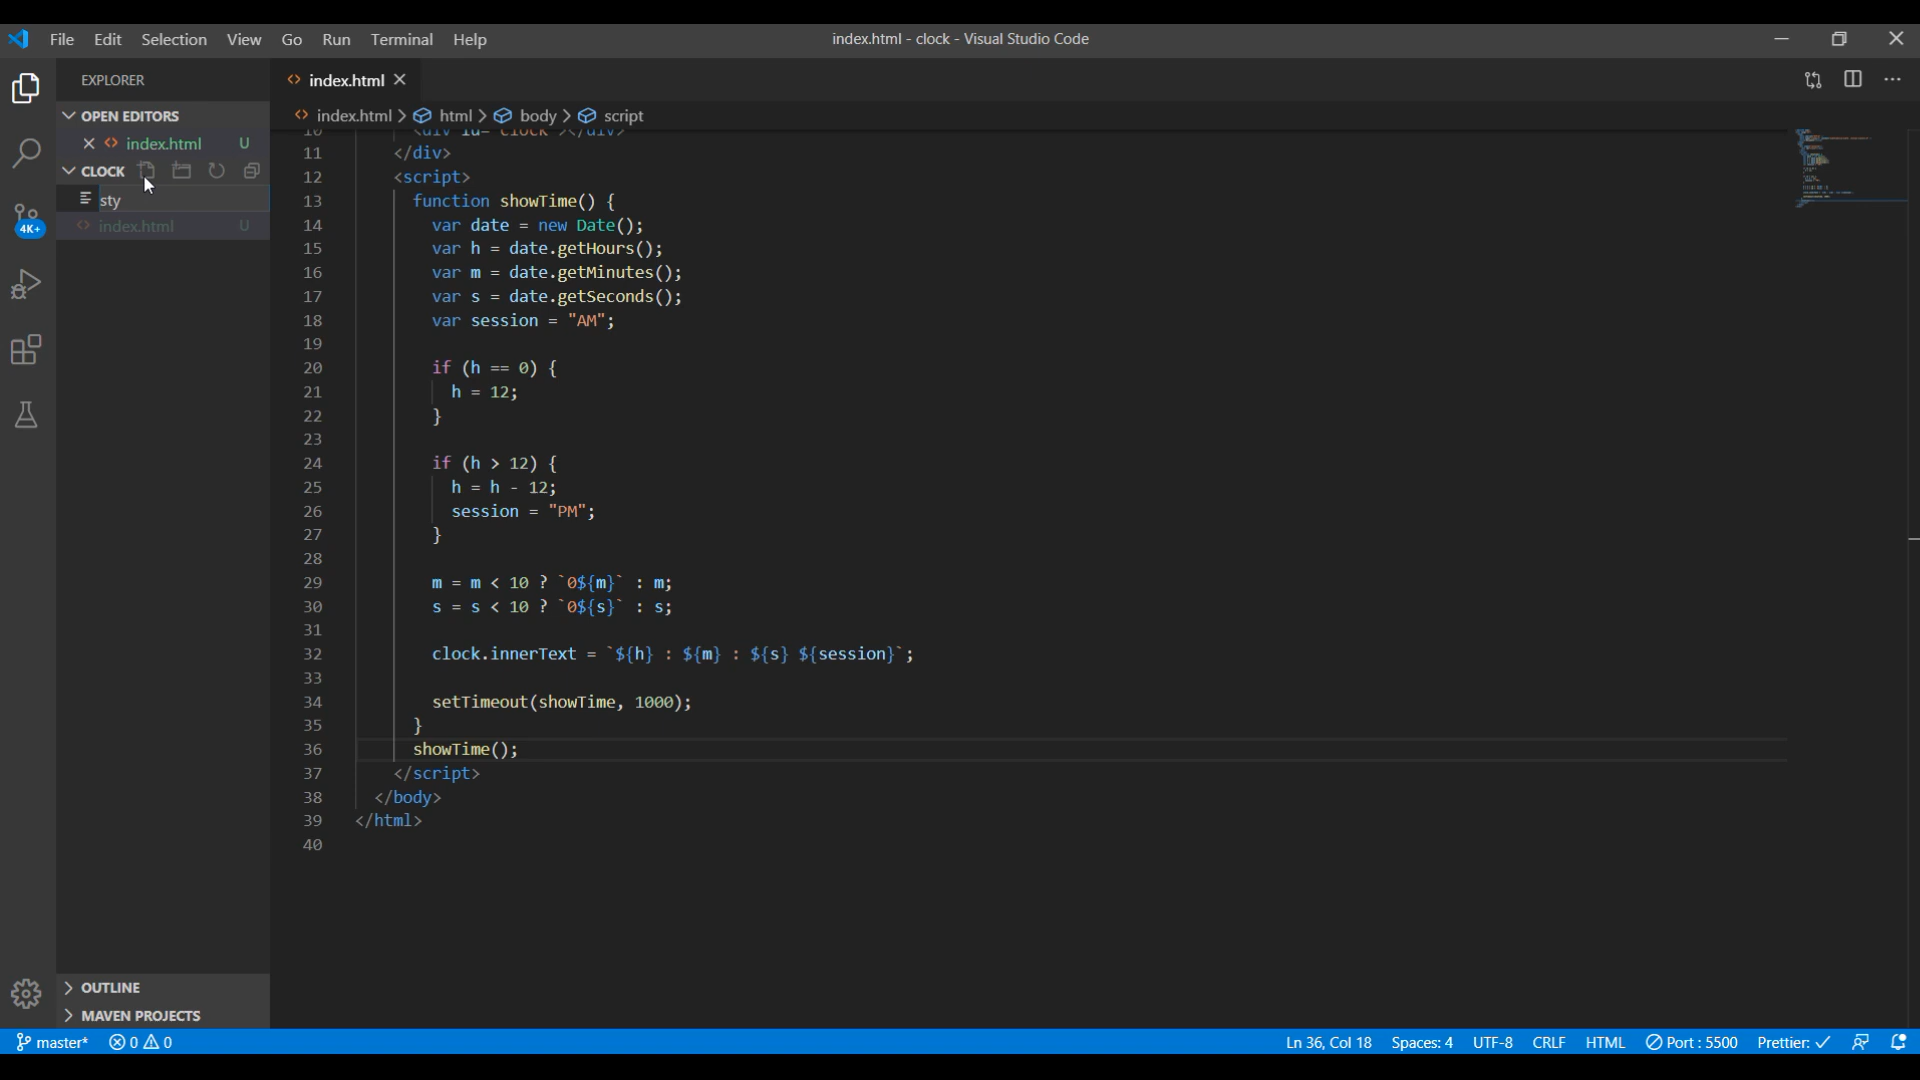 File Edit Selection View Go Run Terminal Help
index.html - clock - Visual Studio Code
EXPLORER
index.html
OPEN EDITORS
index.html U
index.html > html > body > script
CLOCK
sty
index.html U
10 <div id="clock"></div>
11 </div>
12 <script>
13 function showTime() {
14 var date = new Date();
15 var h = date.getHours();
16 var m = date.getMinutes();
17 var s = date.getSeconds();
18 var session = "AM";
19
20 if (h == 0) {
21 h = 12;
22 }
23
24 if (h > 12) {
25 h = h - 12;
26 session = "PM";
27 }
28
29 m = m < 10 ? `0${m}` : m;
30 s = s < 10 ? `0${s}` : s;
31
32 clock.innerText = `${h} : ${m} : ${s} ${session}`;
33
34 setTimeout(showTime, 1000);
35 }
36 showTime();
37 </script>
38 </body>
39 </html>
40
4K+
OUTLINE
MAVEN PROJECTS
master* 0 0
Ln 36, Col 18 Spaces: 4 UTF-8 CRLF HTML Port : 5500 Prettier: ✓